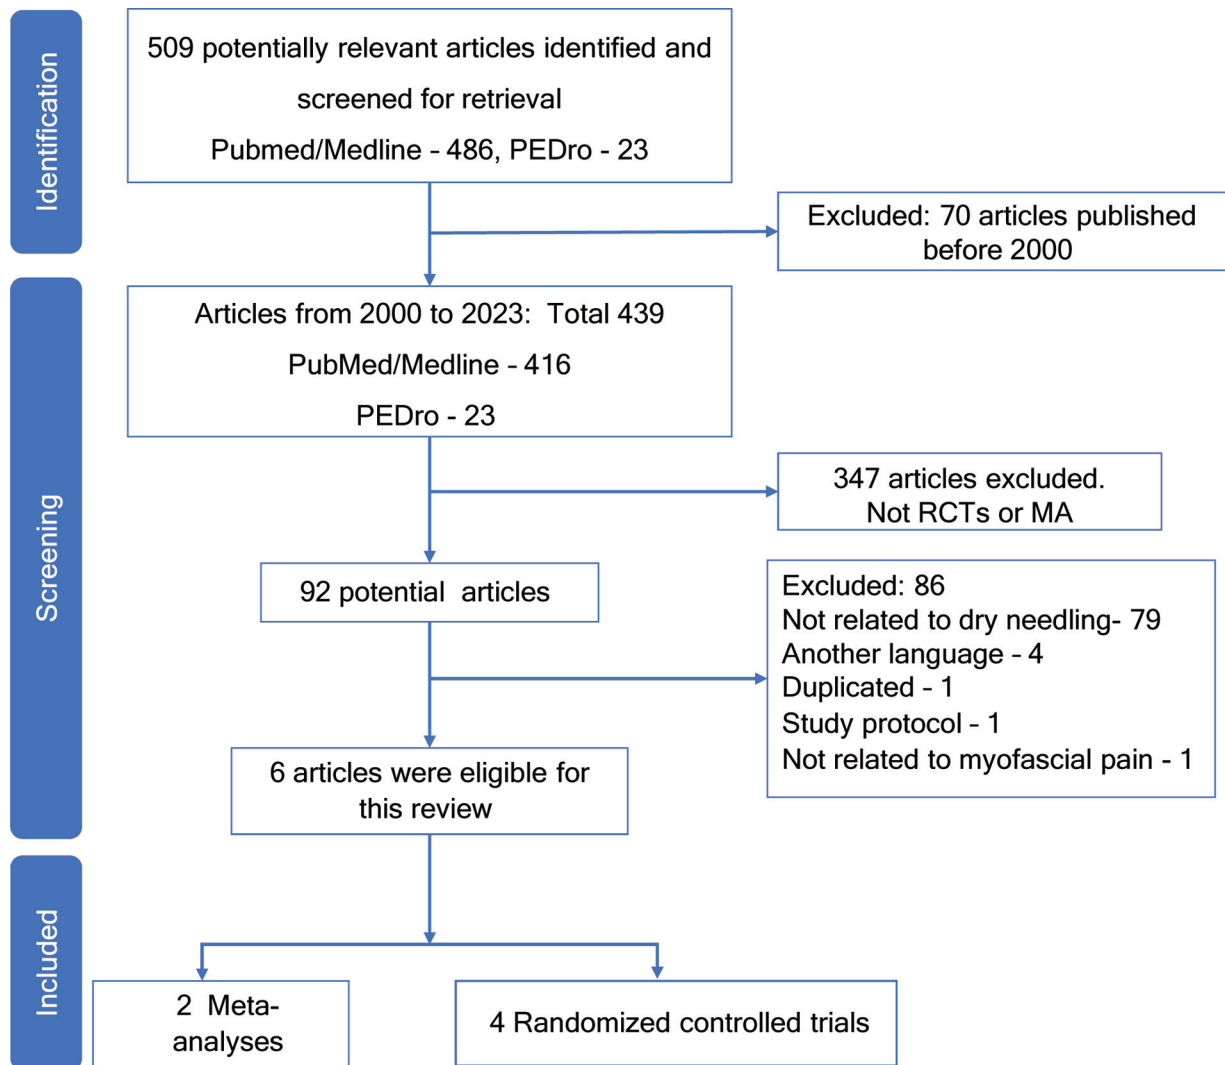 Identification
509 potentially relevant articles identified and
screened for retrieval
Pubmed/Medline - 486, PEDro - 23
Excluded: 70 articles published
before 2000
Screening
Articles from 2000 to 2023: Total 439
PubMed/Medline - 416
PEDro - 23
347 articles excluded.
Not RCTs or MA
92 potential articles
Excluded: 86
Not related to dry needling- 79
Another language - 4
Duplicated - 1
Study protocol - 1
Not related to myofascial pain - 1
6 articles were eligible for
this review
Included
2 Meta-
analyses
4 Randomized controlled trials